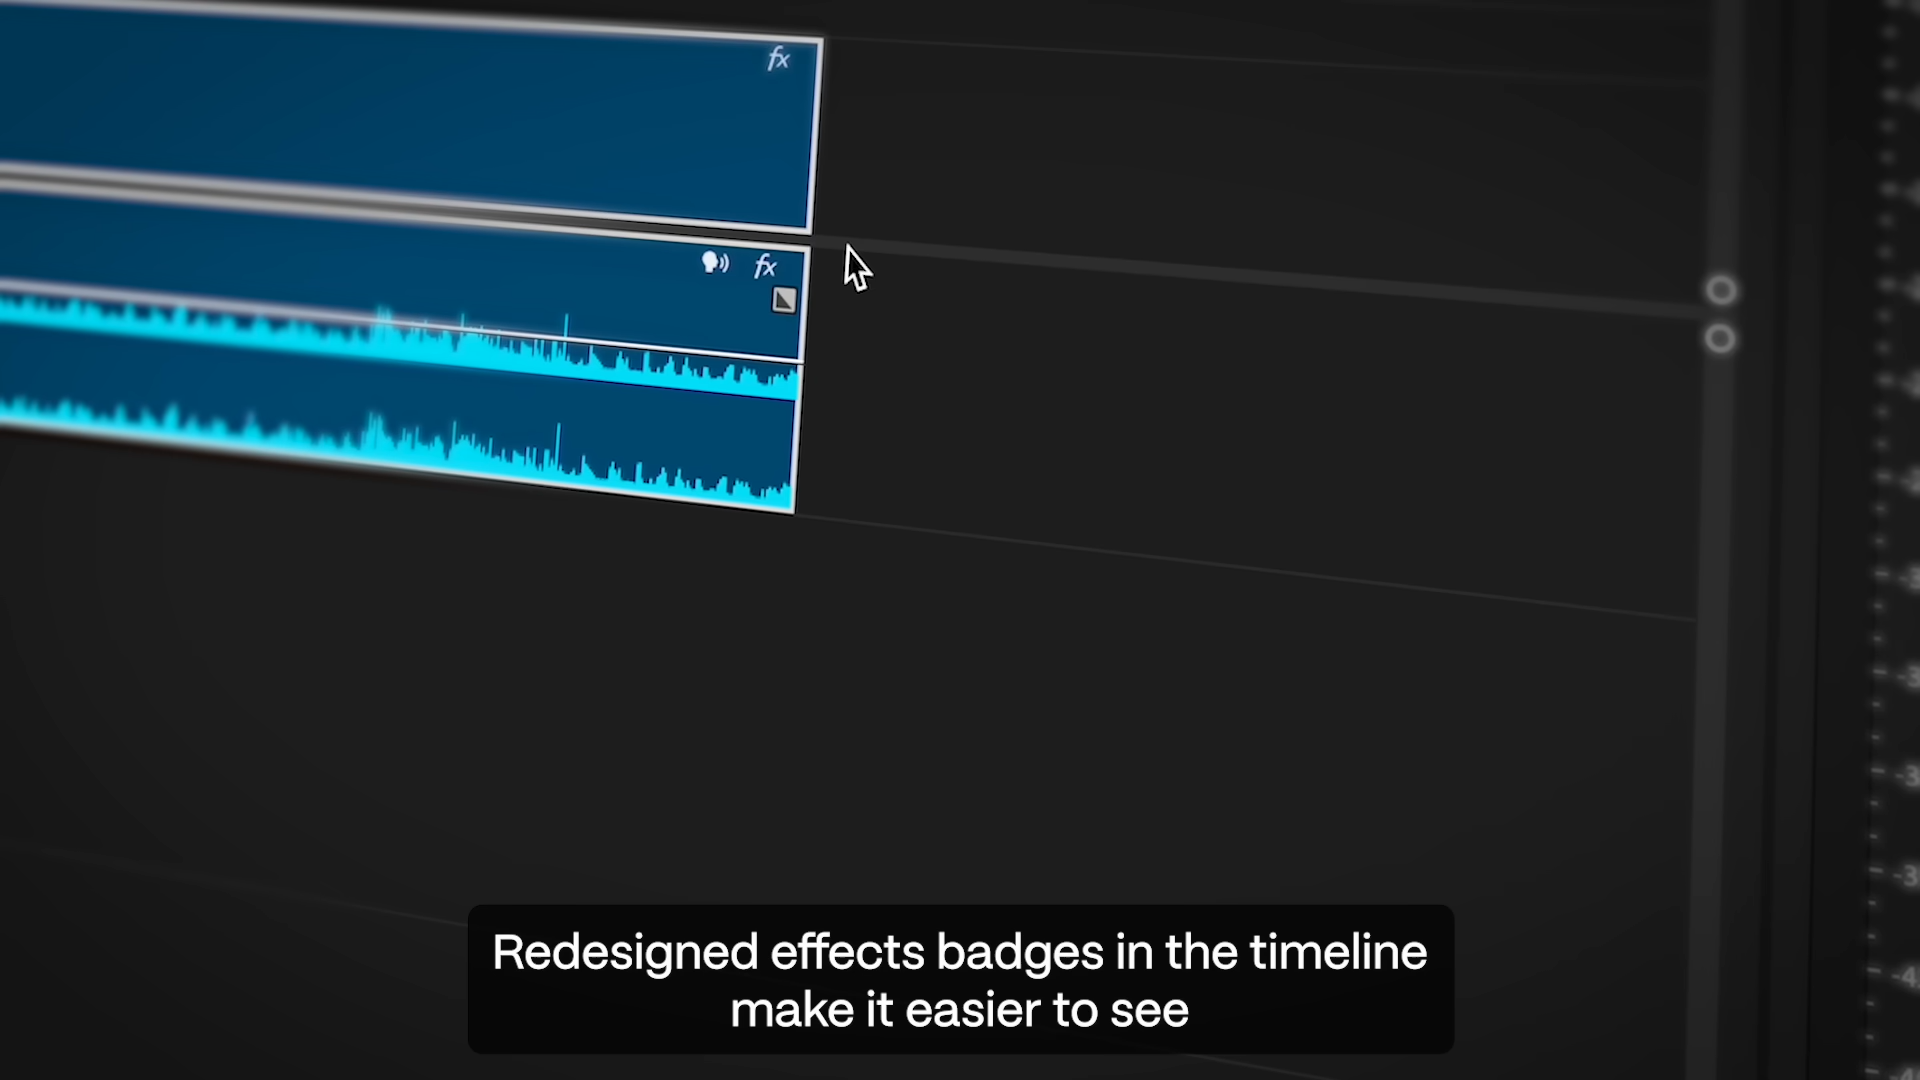 fx
fx
Redesigned effects badges in the timeline
make it easier to see